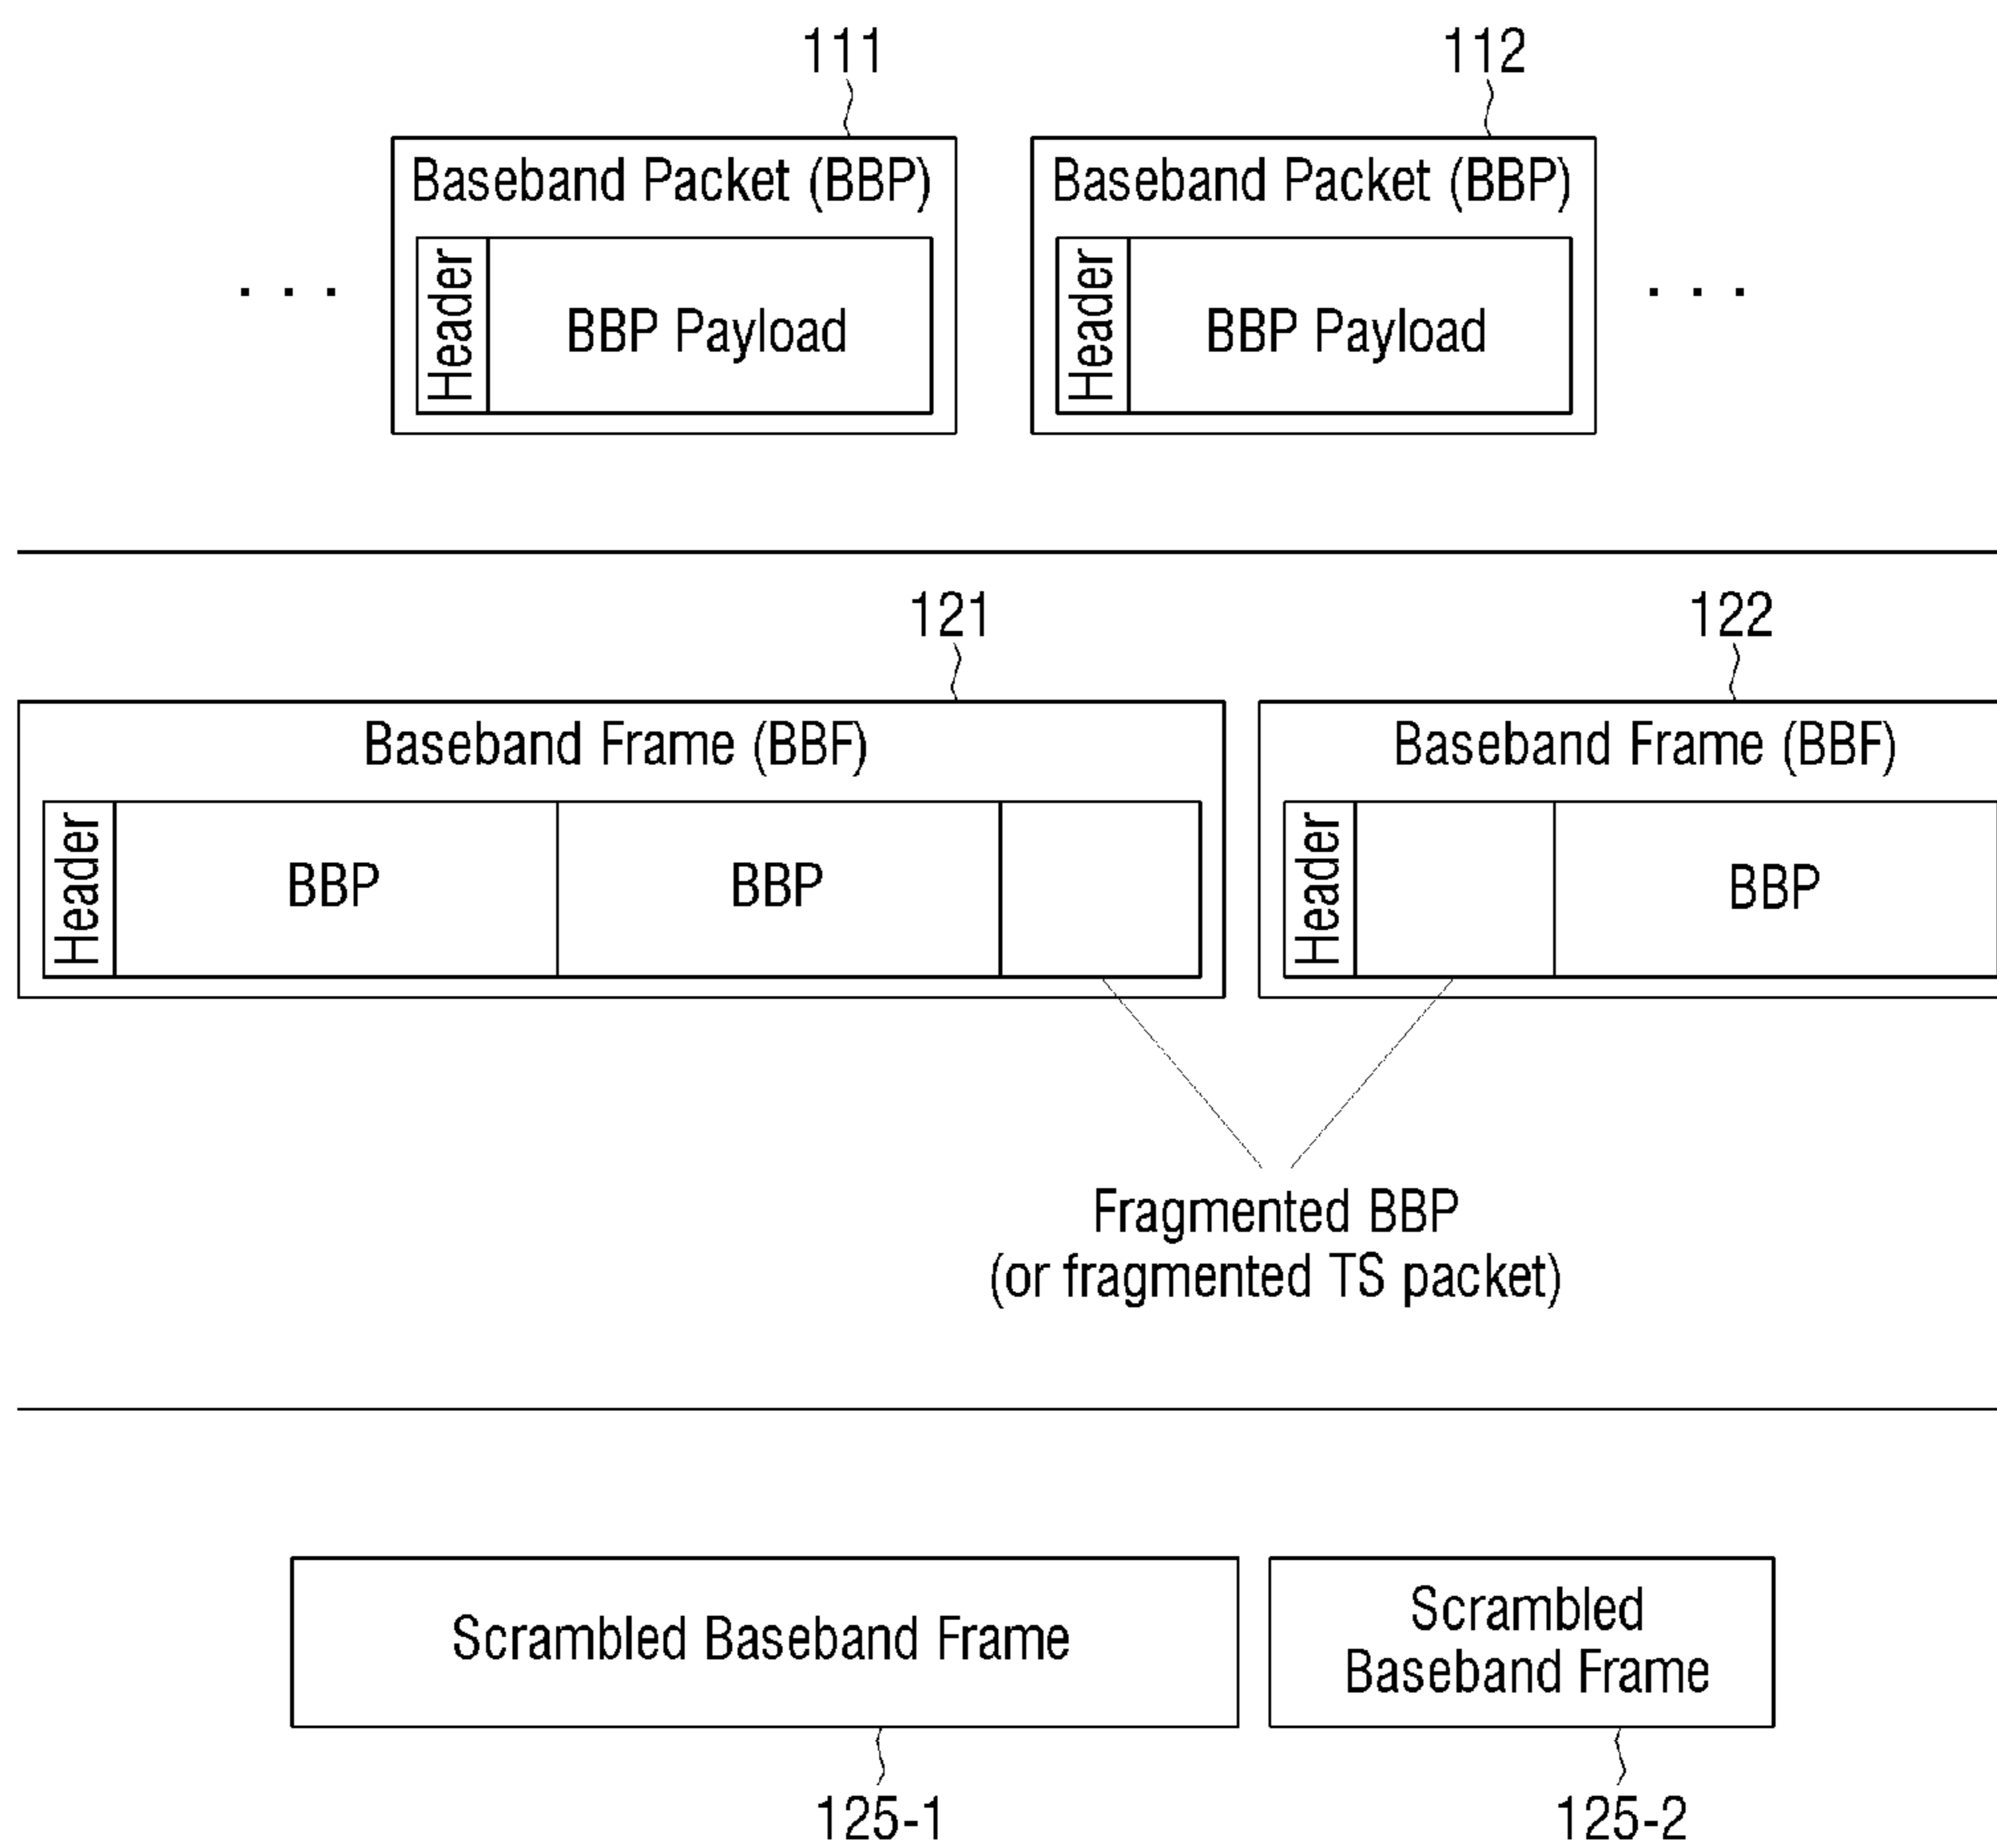 111
112
Baseband Packet (BBP)
Baseband Packet (BBP)
. . .
Header
BBP Payload
Header
BBP Payload
. . .
121
122
Baseband Frame (BBF)
Baseband Frame (BBF)
Header
BBP
BBP
Header
BBP
Fragmented BBP
(or fragmented TS packet)
Scrambled Baseband Frame
Scrambled
Baseband Frame
125-1
125-2